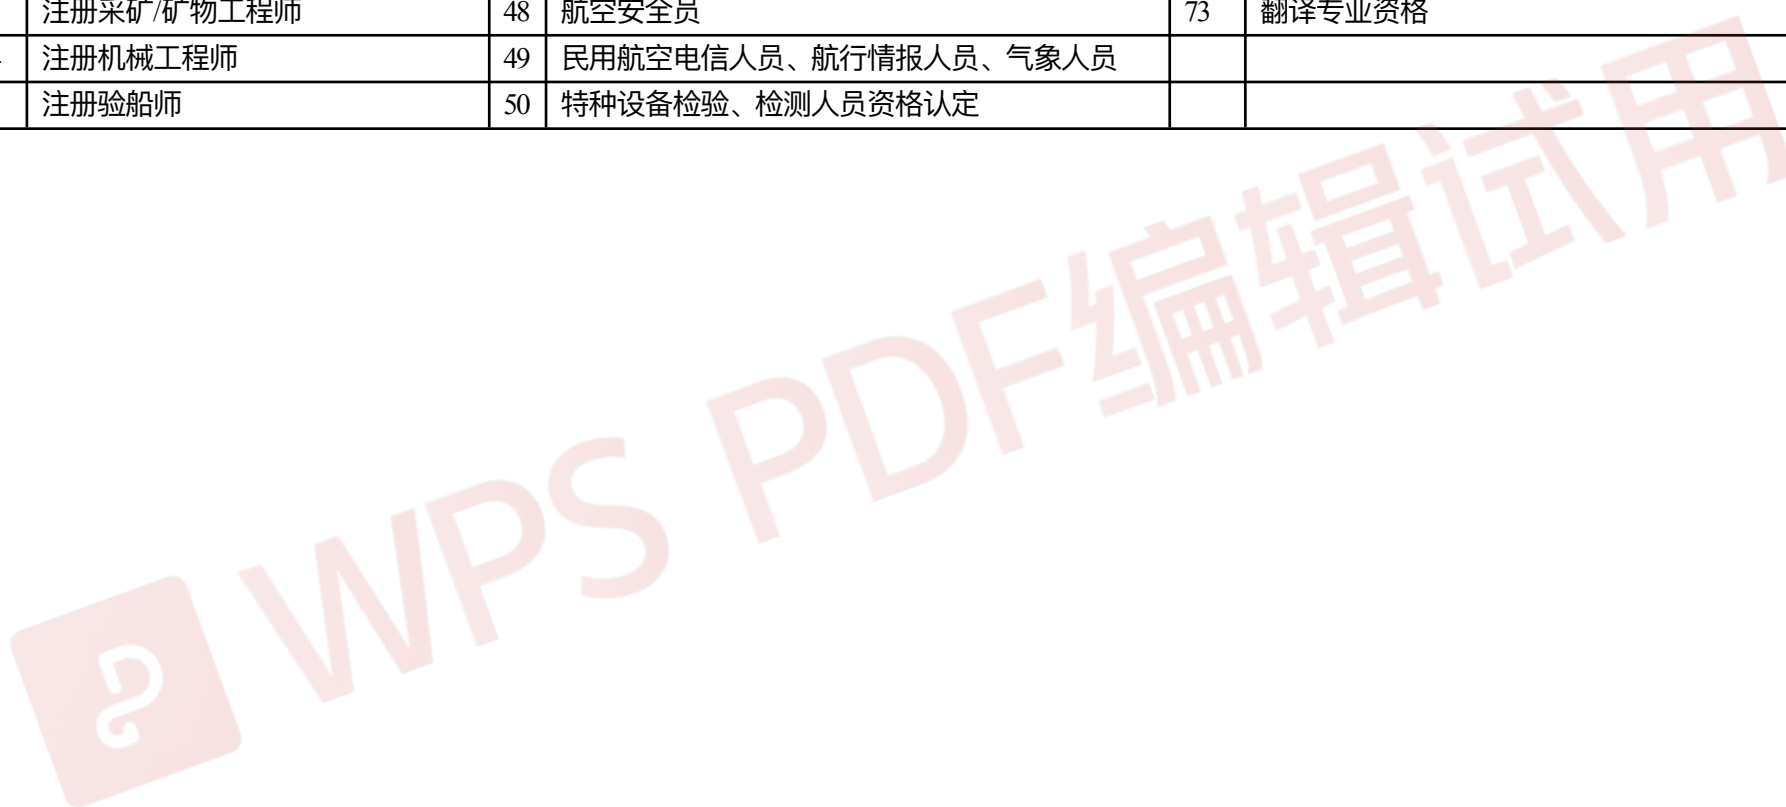 注册采矿/矿物工程师 48 航空安全员 73 翻译专业资格
注册机械工程师 49 民用航空电信人员、航行情报人员、气象人员
注册验船师 50 特种设备检验、检测人员资格认定
WPS PDF编辑试用